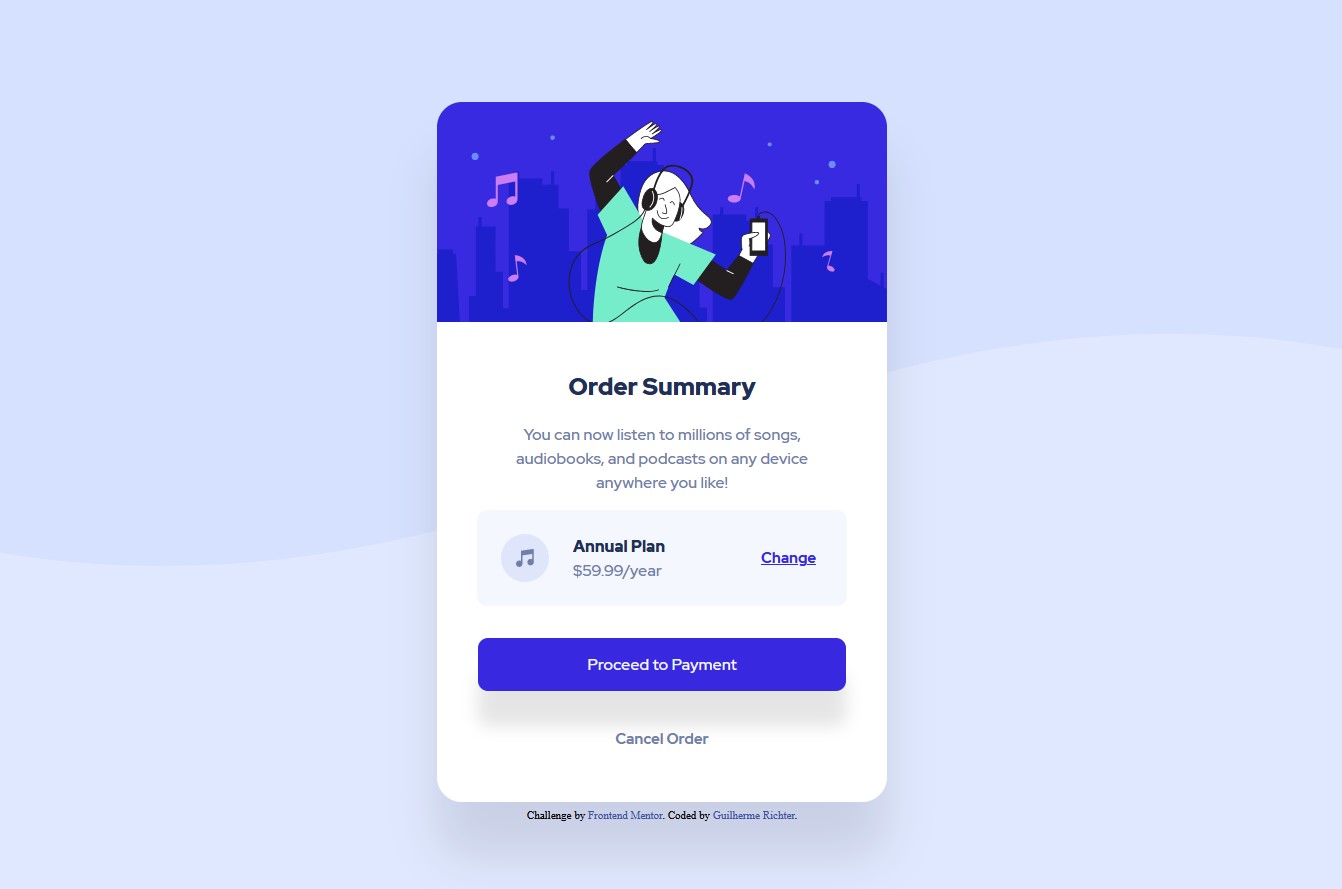 Order Summary
You can now listen to millions of songs,
audiobooks, and podcasts on any device
anywhere you like!
Annual Plan
$59.99/year
Change
Proceed to Payment
Cancel Order
Challenge by Frontend Mentor. Coded by Guilherme Richter.